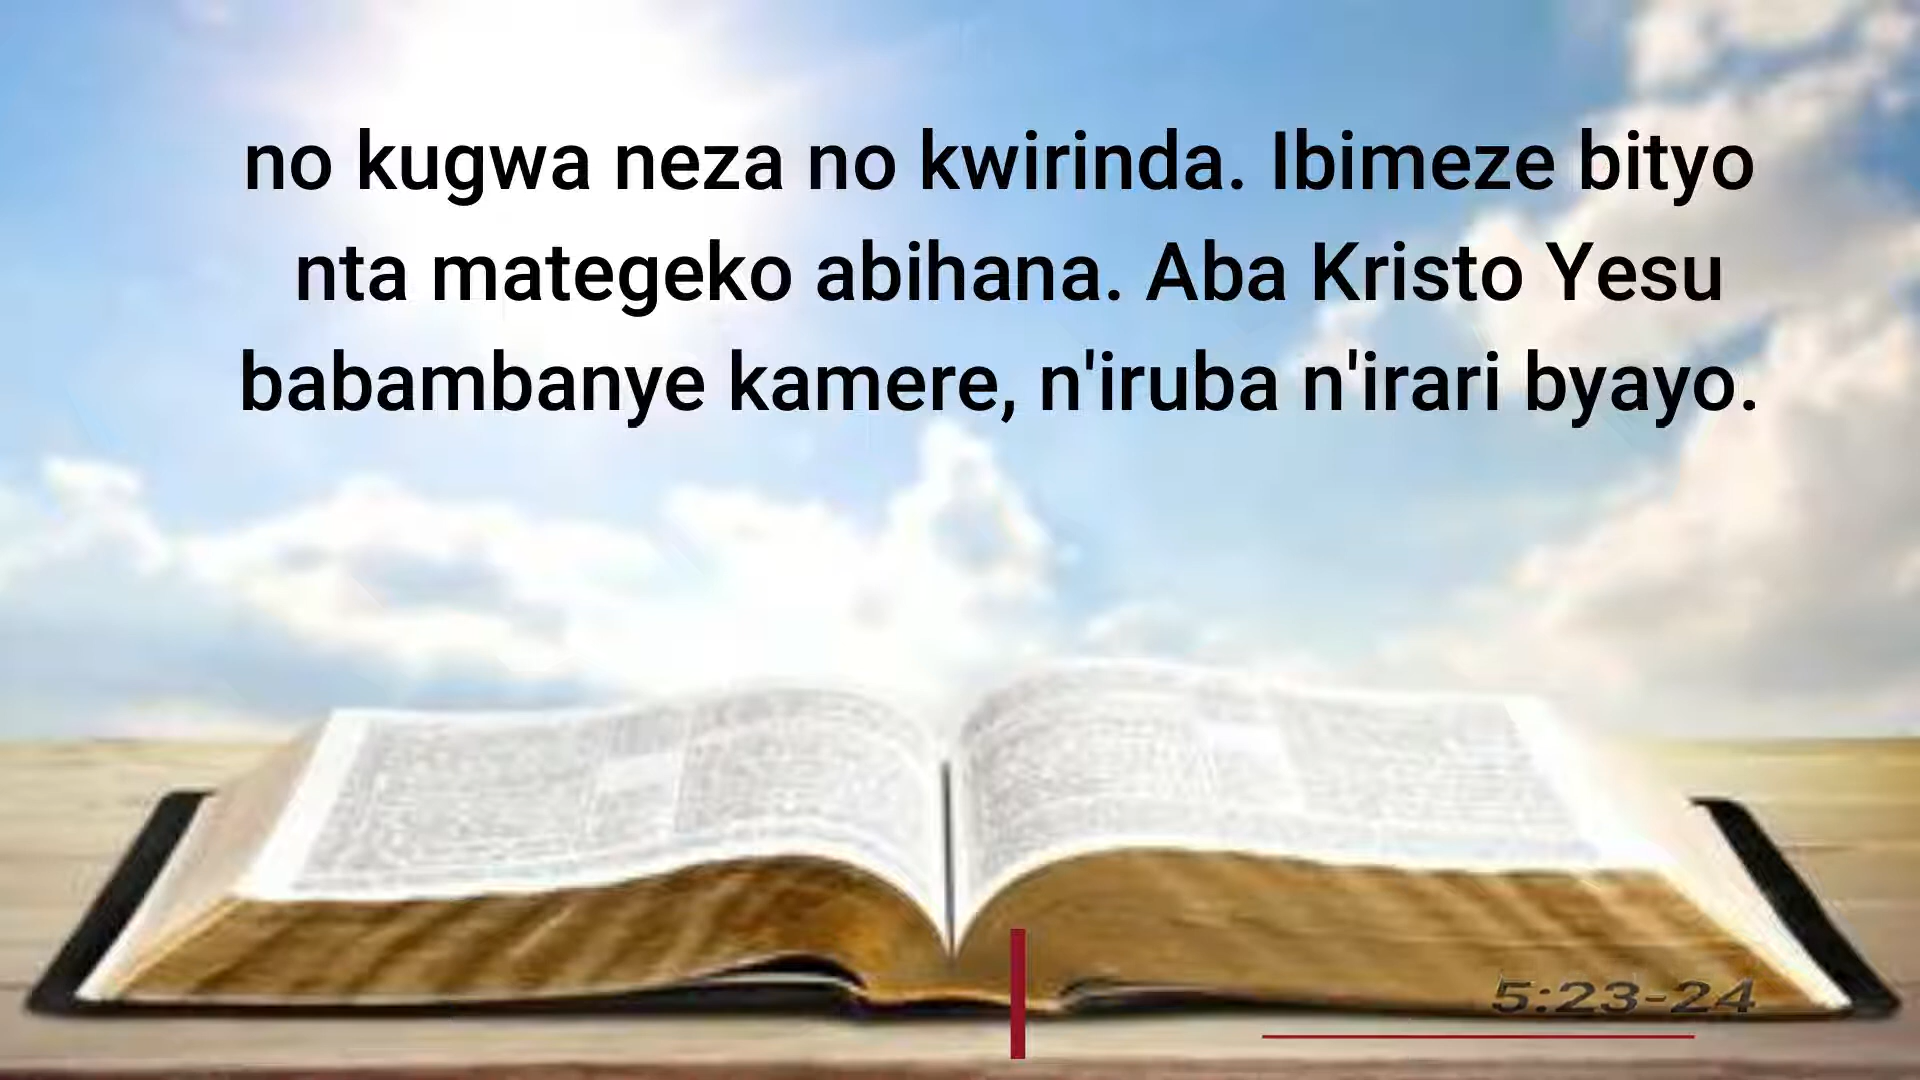 no kugwa neza no kwirinda. Ibimeze bityo
nta mategeko abihana. Aba Kristo Yesu
babambanye kamere, n'iruba n'irari byayo.
5:23-24